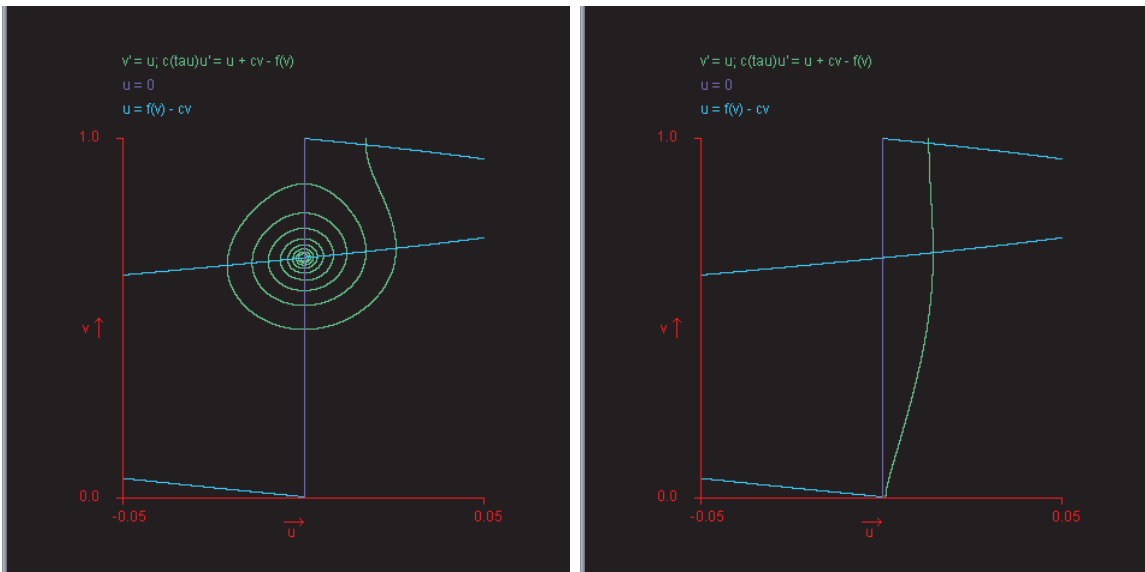 v' = u; c(tau)u' = u + cv - f(v)
u = 0
u = f(v) - cv
1.0
v ↑
0.0
-0.05
0.05
→
u
v' = u; c(tau)u' = u + cv - f(v)
u = 0
u = f(v) - cv
1.0
v ↑
0.0
-0.05
0.05
→
u